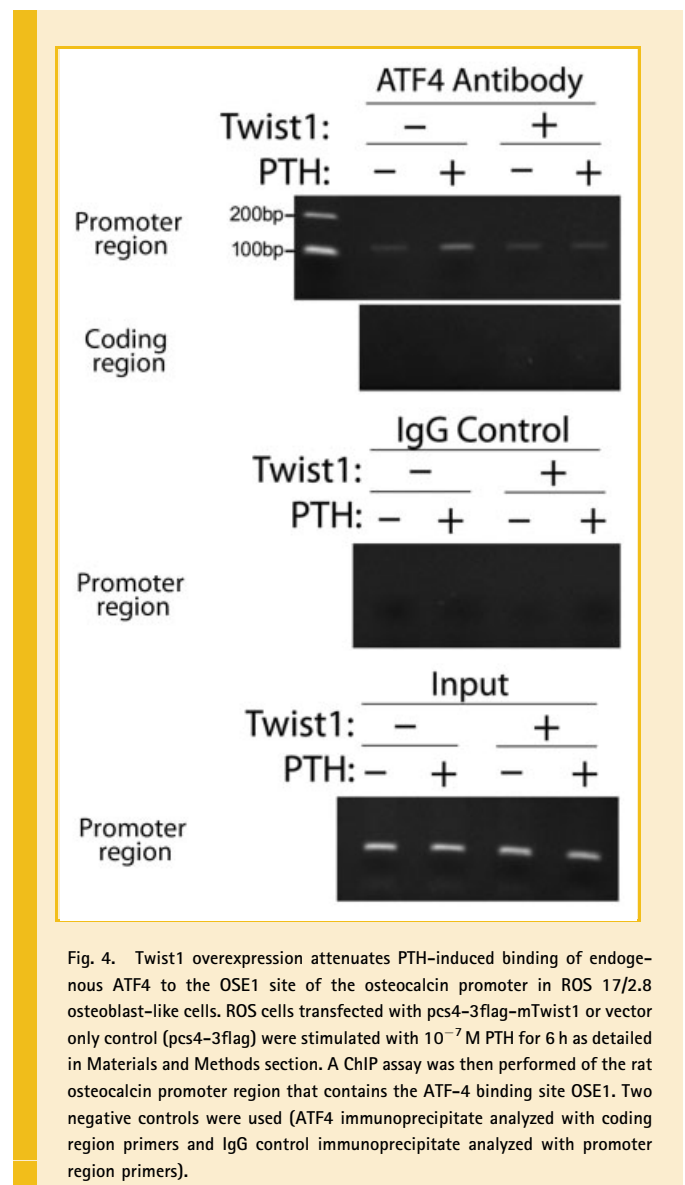 ATF4 Antibody
Twist1: − +
PTH: − + − +
Promoter
region
200bp-
100bp-
Coding
region
IgG Control
Twist1: − +
PTH: − + − +
Promoter
region
Input
Twist1: − +
PTH: − + − +
Promoter
region
Fig. 4. Twist1 overexpression attenuates PTH-induced binding of endoge-
nous ATF4 to the OSE1 site of the osteocalcin promoter in ROS 17/2.8
osteoblast-like cells. ROS cells transfected with pcs4-3flag-mTwist1 or vector
only control (pcs4-3flag) were stimulated with 10⁻⁷ M PTH for 6 h as detailed
in Materials and Methods section. A ChIP assay was then performed of the rat
osteocalcin promoter region that contains the ATF-4 binding site OSE1. Two
negative controls were used (ATF4 immunoprecipitate analyzed with coding
region primers and IgG control immunoprecipitate analyzed with promoter
region primers).